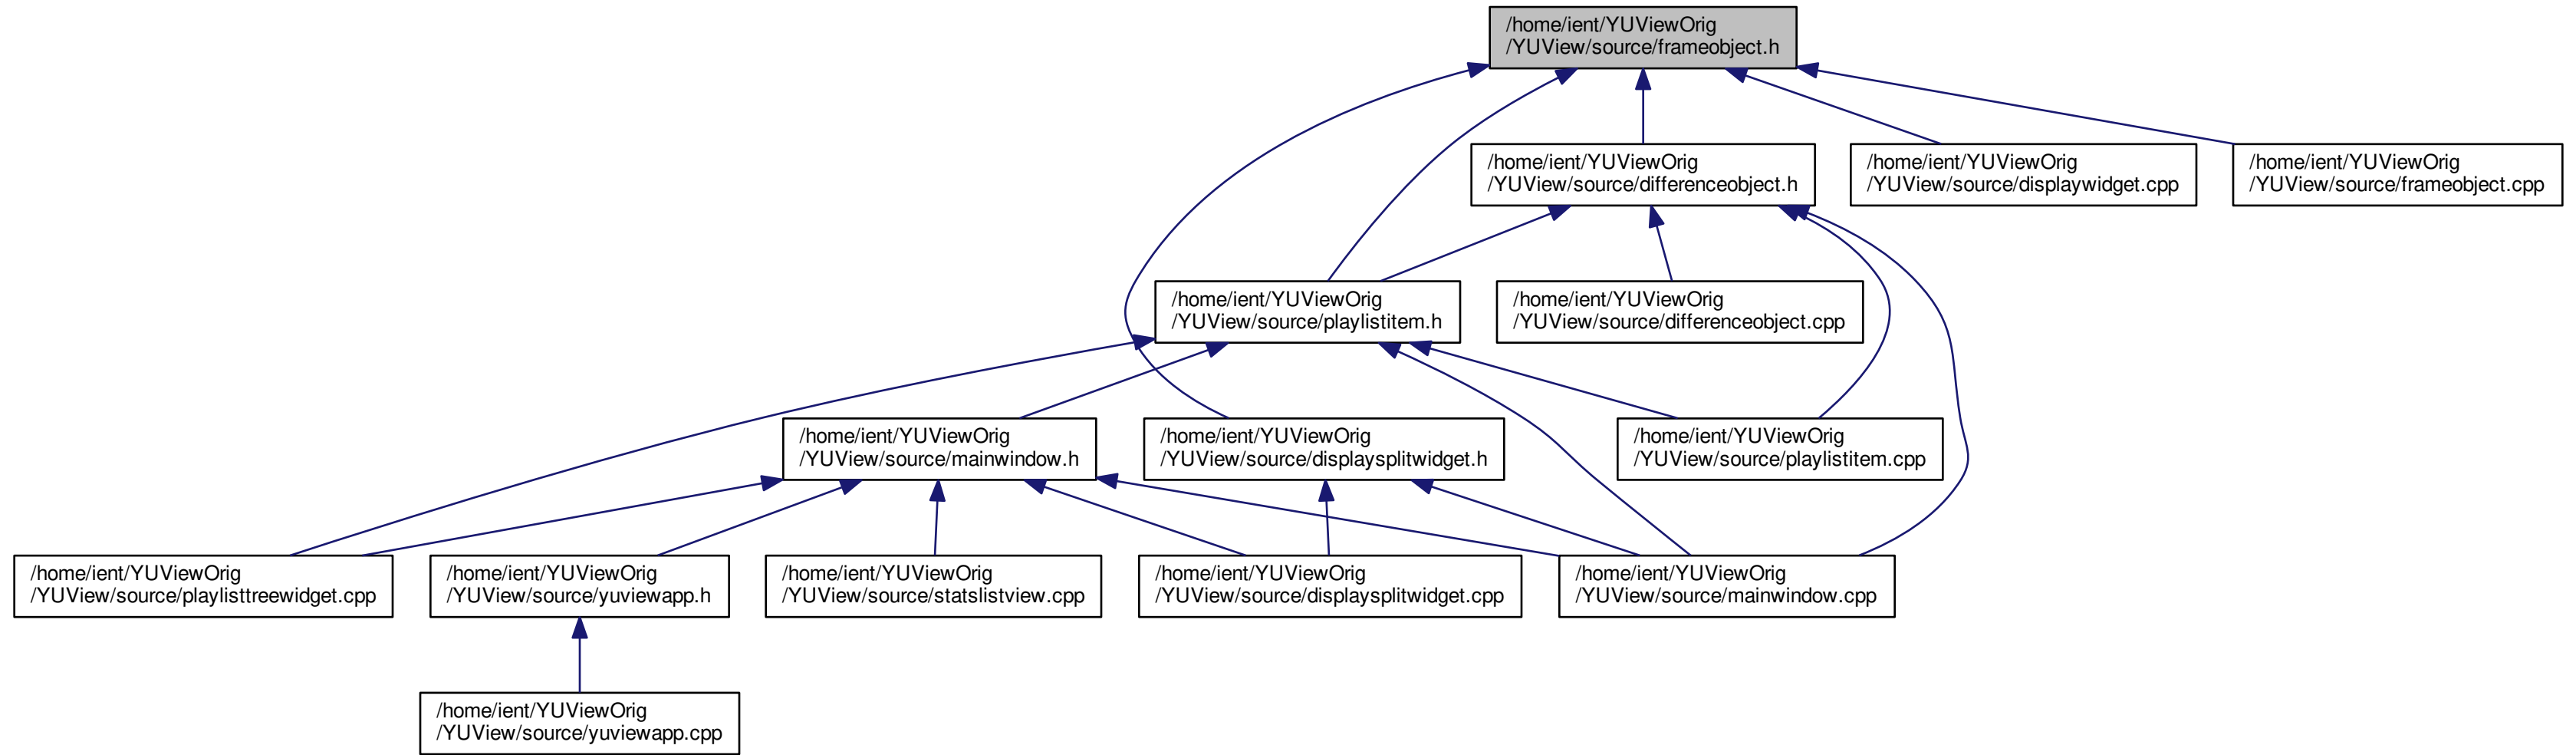 /home/ient/YUViewOrig
/YUView/source/frameobject.h
/home/ient/YUViewOrig
/YUView/source/differenceobject.h
/home/ient/YUViewOrig
/YUView/source/displaywidget.cpp
/home/ient/YUViewOrig
/YUView/source/frameobject.cpp
/home/ient/YUViewOrig
/YUView/source/playlistitem.h
/home/ient/YUViewOrig
/YUView/source/differenceobject.cpp
/home/ient/YUViewOrig
/YUView/source/mainwindow.h
/home/ient/YUViewOrig
/YUView/source/displaysplitwidget.h
/home/ient/YUViewOrig
/YUView/source/playlistitem.cpp
/home/ient/YUViewOrig
/YUView/source/playlisttreewidget.cpp
/home/ient/YUViewOrig
/YUView/source/yuviewapp.h
/home/ient/YUViewOrig
/YUView/source/statslistview.cpp
/home/ient/YUViewOrig
/YUView/source/displaysplitwidget.cpp
/home/ient/YUViewOrig
/YUView/source/mainwindow.cpp
/home/ient/YUViewOrig
/YUView/source/yuviewapp.cpp